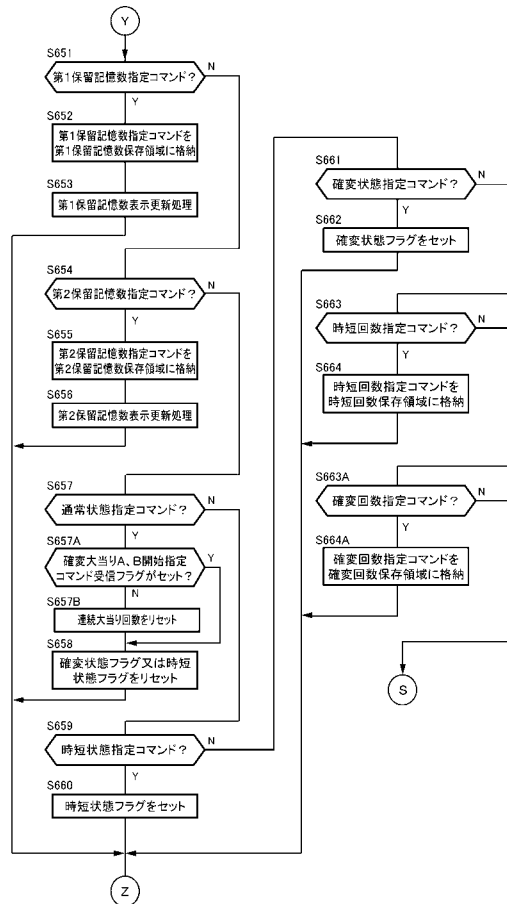 Y
S651
第1保留記憶数指定コマンド?
N
Y
S652
第1保留記憶数指定コマンドを
第1保留記憶数保存領域に格納
S653
第1保留記憶数表示更新処理
S654
第2保留記憶数指定コマンド?
N
Y
S655
第2保留記憶数指定コマンドを
第2保留記憶数保存領域に格納
S656
第2保留記憶数表示更新処理
S657
通常状態指定コマンド?
N
Y
S657A
確変大当りA、B開始指定
コマンド受信フラグがセット?
Y
N
S657B
連続大当り回数をリセット
S658
確変状態フラグ又は時短
状態フラグをリセット
S659
時短状態指定コマンド?
N
Y
S660
時短状態フラグをセット
Z
S661
確変状態指定コマンド?
N
Y
S662
確変状態フラグをセット
S663
時短回数指定コマンド?
N
Y
S664
時短回数指定コマンドを
時短回数保存領域に格納
S663A
確変回数指定コマンド?
N
Y
S664A
確変回数指定コマンドを
確変回数保存領域に格納
S